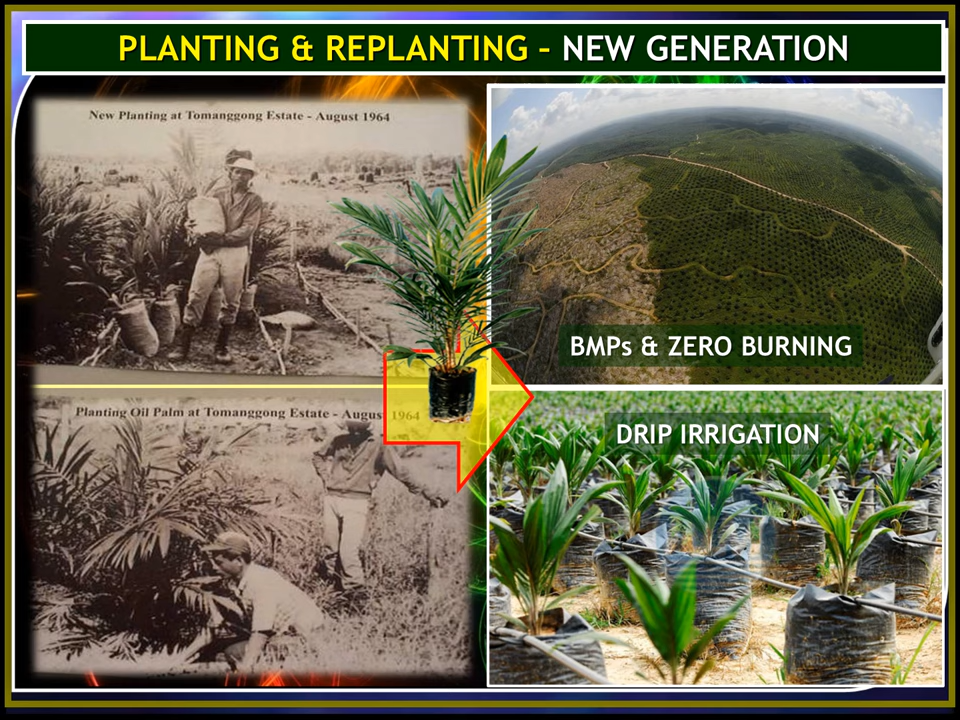 PLANTING & REPLANTING – NEW GENERATION
New Planting at Tomanggong Estate - August 1964
BMPs & ZERO BURNING
Planting Oil Palm at Tomanggong Estate - August 1964
DRIP IRRIGATION